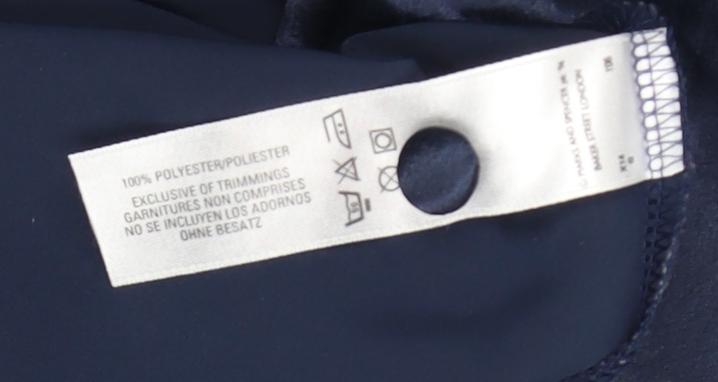 100% POLYESTER/POLIESTER
EXCLUSIVE OF TRIMMINGS
GARNITURES NON COMPRISES
NO SE INCLUYEN LOS ADORNOS
OHNE BESATZ
BAKER STREET LONDON